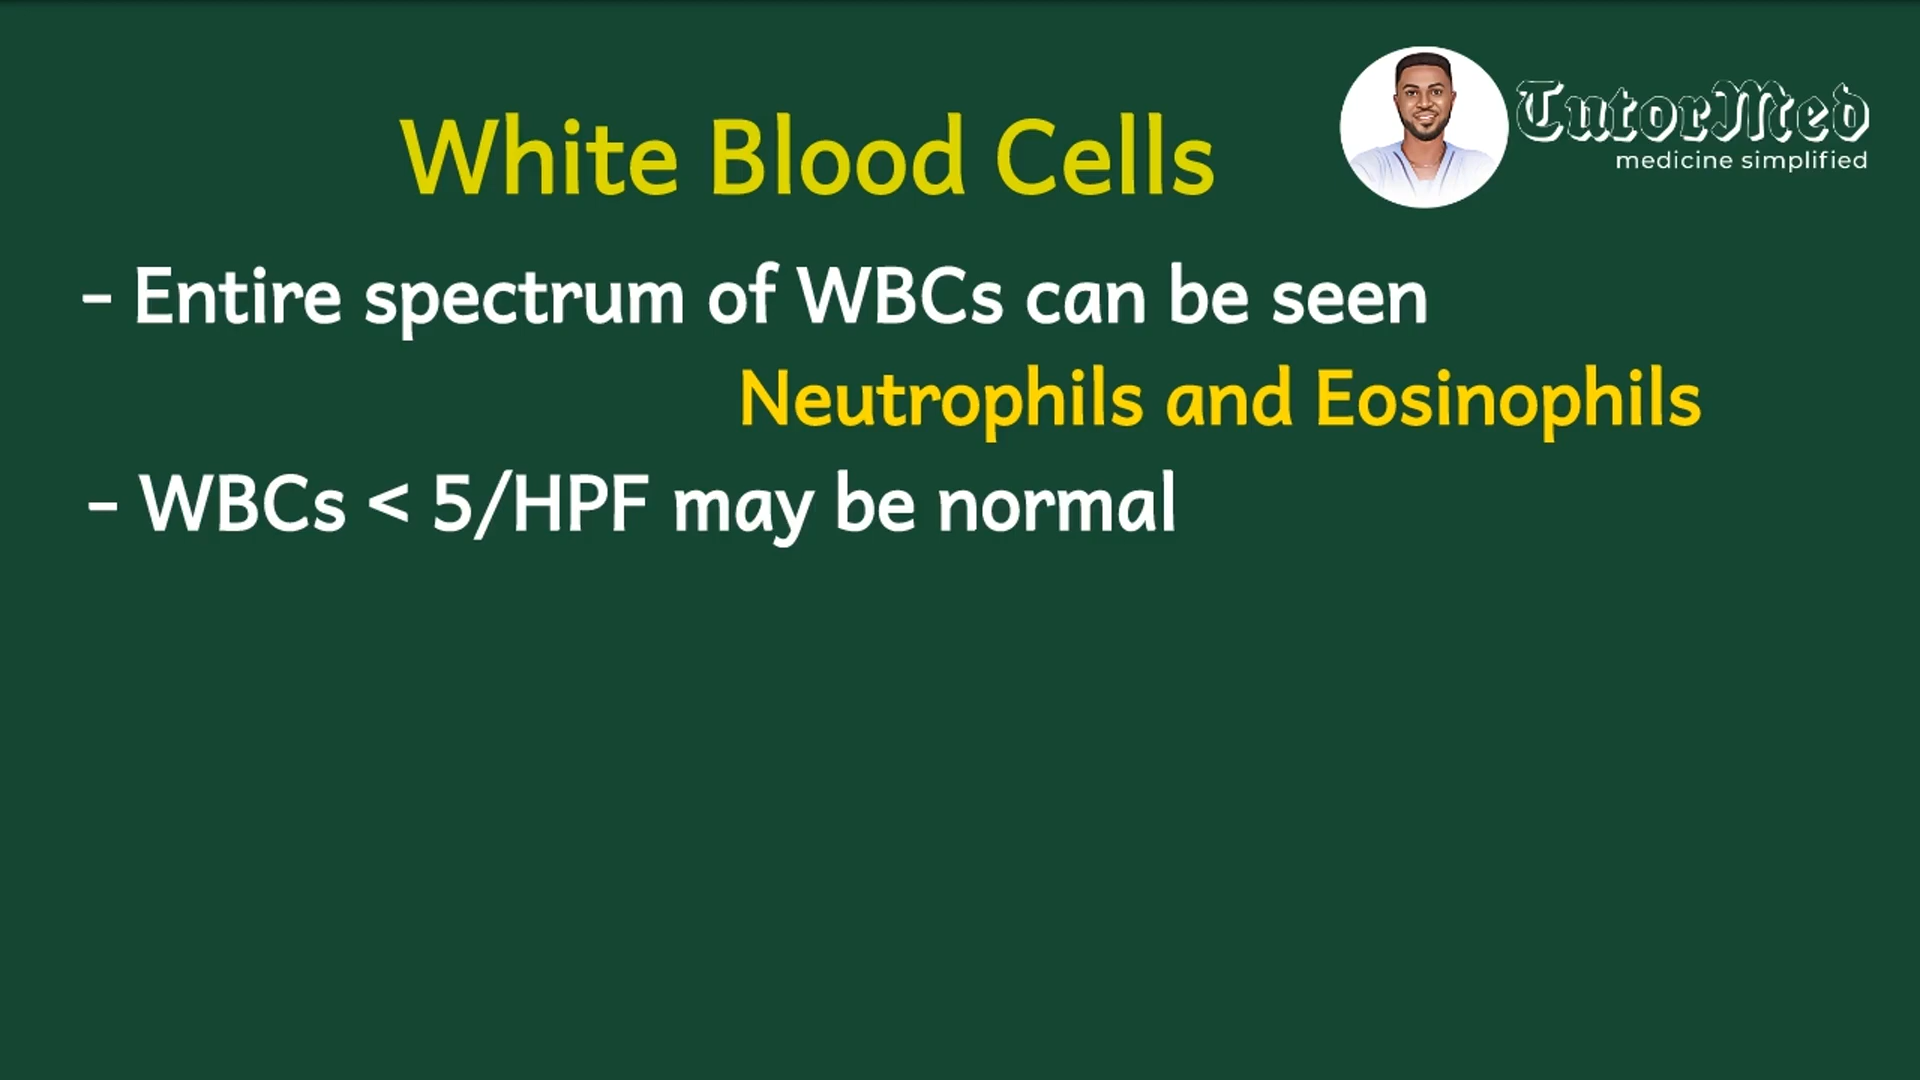 TutorMed
medicine simplified
White Blood Cells
- Entire spectrum of WBCs can be seen
Neutrophils and Eosinophils
- WBCs < 5/HPF may be normal